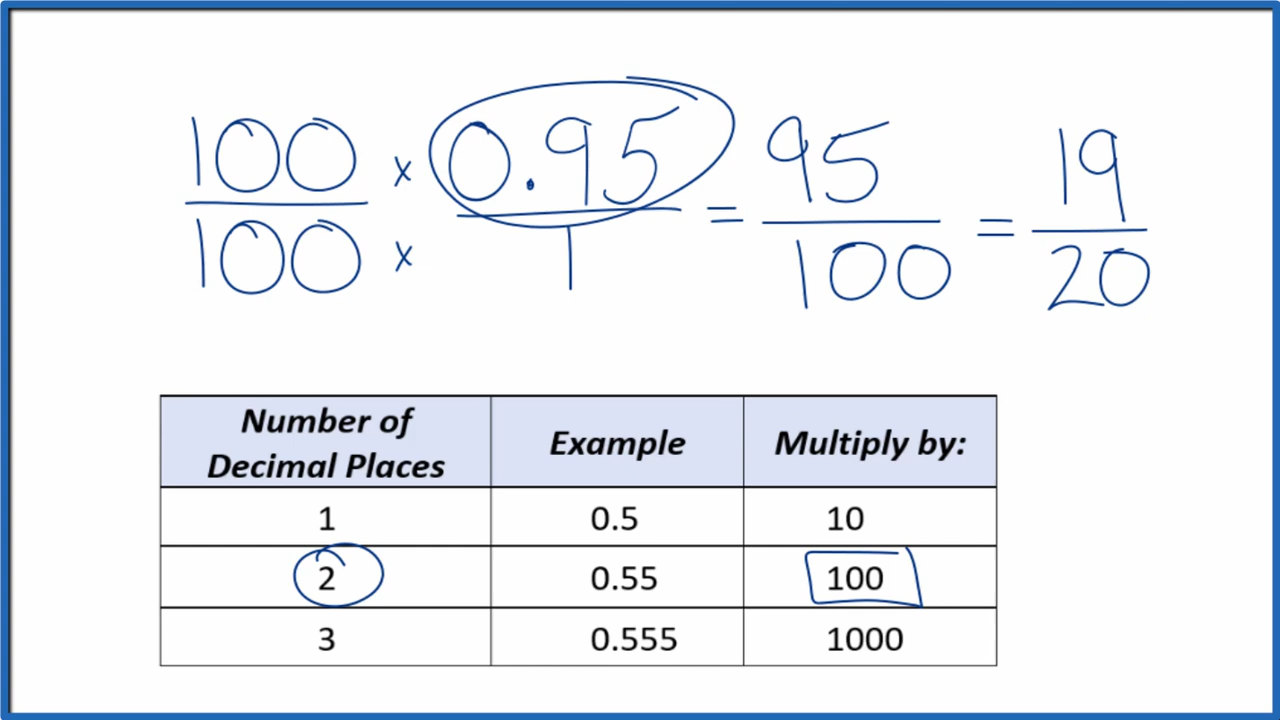 100/100 × 0.95/1 = 95/100 = 19/20
Number of Decimal Places | Example | Multiply by:
1 | 0.5 | 10
2 | 0.55 | 100
3 | 0.555 | 1000